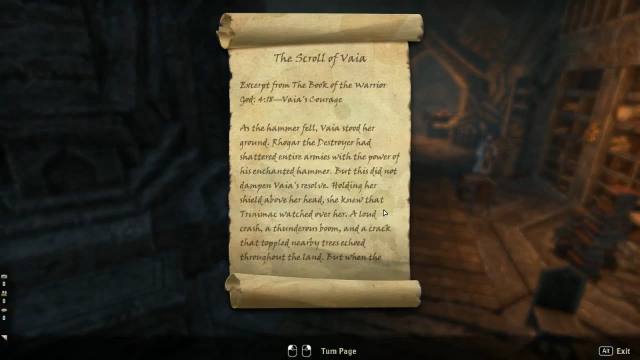 The Scroll of Vaia
Excerpt from The Book of the Warrior
God; 4:18—Vaia's Courage
As the hammer fell, Vaia stood her
ground. Rhogar the Destroyer had
shattered entire armies with the power of
his enchanted hammer. But this did not
dampen Vaia's resolve. Holding her
shield above her head, she knew that
Trinimac watched over her. A loud
crash, a thunderous boom, and a crack
that toppled nearby trees echoed
throughout the land. But when the
Turn Page
Alt Exit